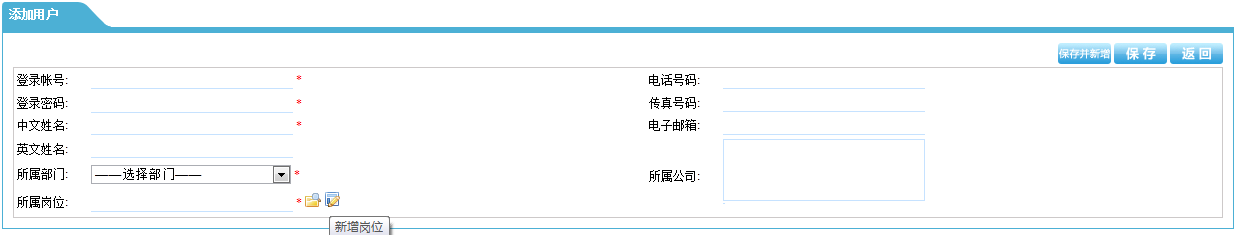 添加用户
保存并新增 保存 返回
登录帐号: * 电话号码:
登录密码: * 传真号码:
中文姓名: * 电子邮箱:
英文姓名:
所属部门: ——选择部门—— * 所属公司:
所属岗位: *
新增岗位